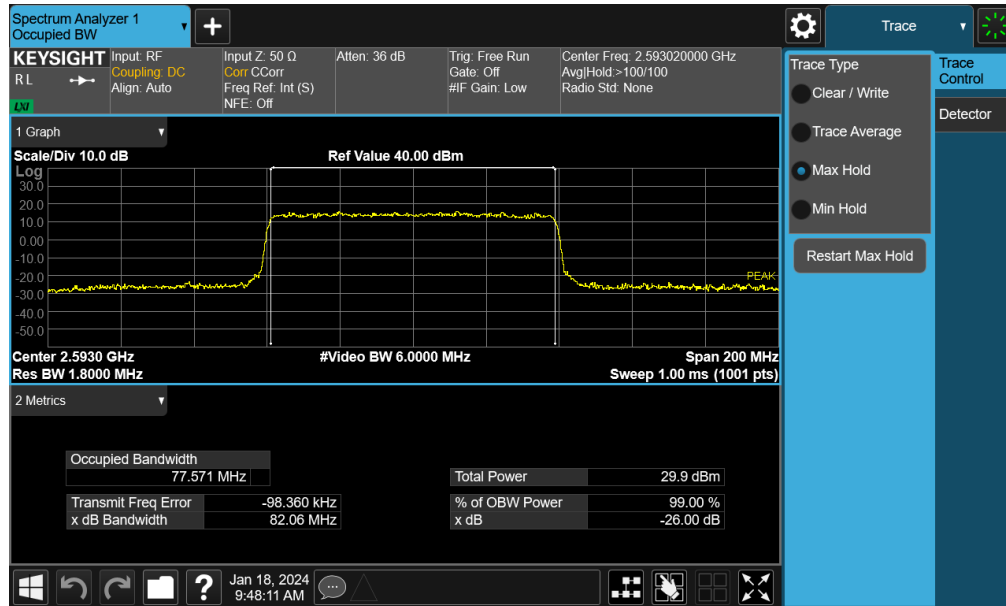 Spectrum Analyzer 1
Occupied BW
KEYSIGHT
R L
LXI
Input: RF
Coupling: DC
Align: Auto
Input Z: 50 Ω
Corr CCorr
Freq Ref: Int (S)
NFE: Off
Atten: 36 dB
Trig: Free Run
Gate: Off
#IF Gain: Low
Center Freq: 2.593020000 GHz
Avg|Hold:>100/100
Radio Std: None
1 Graph
Scale/Div 10.0 dB
Ref Value 40.00 dBm
Log
30.0
20.0
10.0
0.00
-10.0
-20.0
-30.0
-40.0
-50.0
PEAK
Center 2.5930 GHz
#Video BW 6.0000 MHz
Span 200 MHz
Res BW 1.8000 MHz
Sweep 1.00 ms (1001 pts)
2 Metrics
Occupied Bandwidth
77.571 MHz
Total Power 29.9 dBm
Transmit Freq Error -98.360 kHz
% of OBW Power 99.00 %
x dB Bandwidth 82.06 MHz
x dB -26.00 dB
?
Jan 18, 2024
9:48:11 AM
Trace
Trace Type
Clear / Write
Trace Average
Max Hold
Min Hold
Restart Max Hold
Trace
Control
Detector